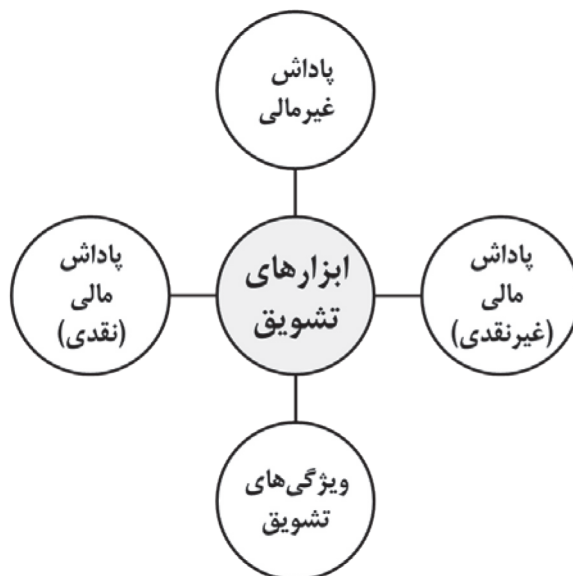 پاداش
غیرمالی
پاداش
مالی
(غیرنقدی)
ابزارهای
تشویق
پاداش
مالی
(نقدی)
ویژگی‌های
تشویق